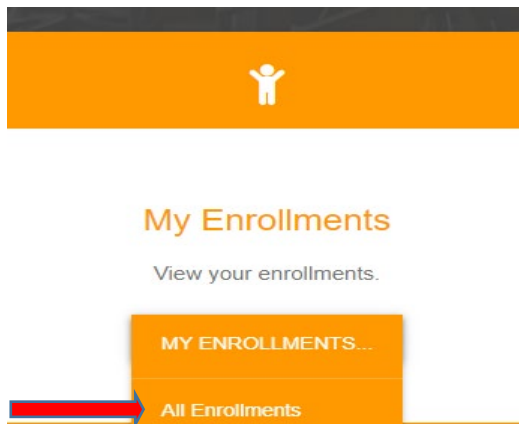 My Enrollments
View your enrollments.
MY ENROLLMENTS...
All Enrollments